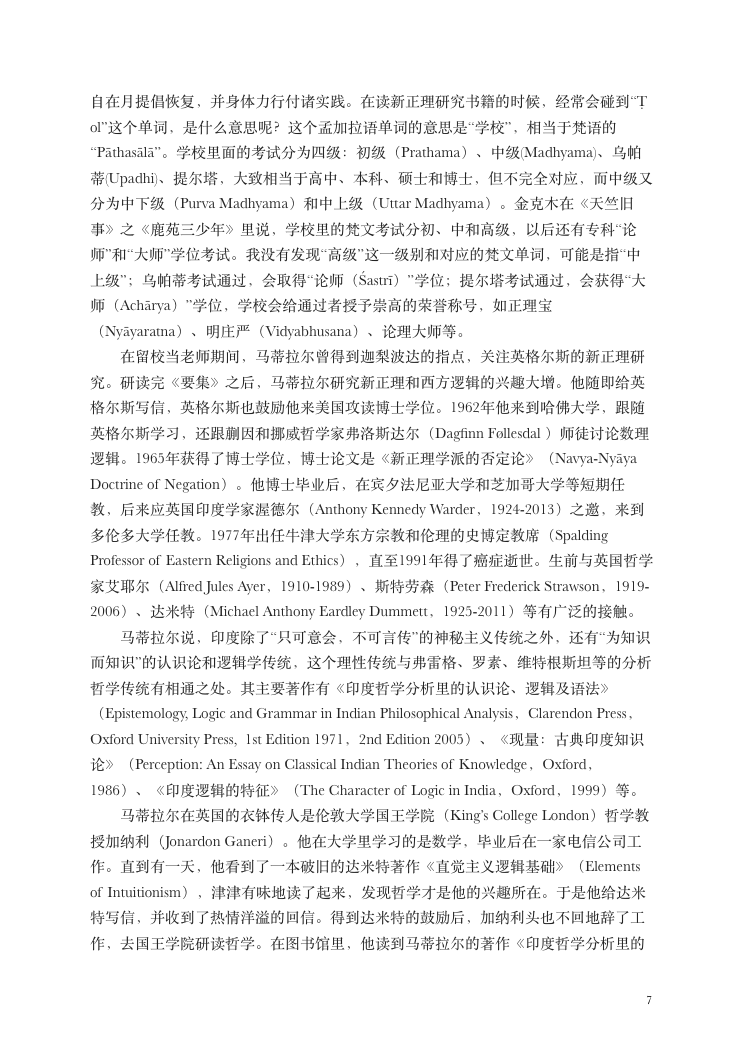 自在月提倡恢复，并身体力行付诸实践。在读新正理研究书籍的时候，经常会碰到“Ṭ
ol”这个单词，是什么意思呢？这个孟加拉语单词的意思是“学校”，相当于梵语的
“Pāthasālā”。学校里面的考试分为四级：初级（Prathama）、中级(Madhyama)、乌帕
蒂(Upadhi)、提尔塔，大致相当于高中、本科、硕士和博士，但不完全对应，而中级又
分为中下级（Purva Madhyama）和中上级（Uttar Madhyama）。金克木在《天竺旧
事》之《鹿苑三少年》里说，学校里的梵文考试分初、中和高级，以后还有专科“论
师”和“大师”学位考试。我没有发现“高级”这一级别和对应的梵文单词，可能是指“中
上级”；乌帕蒂考试通过，会取得“论师（Śastrī）”学位；提尔塔考试通过，会获得“大
师（Achārya）”学位，学校会给通过者授予崇高的荣誉称号，如正理宝
（Nyāyaratna）、明庄严（Vidyabhusana）、论理大师等。
在留校当老师期间，马蒂拉尔曾得到迦梨波达的指点，关注英格尔斯的新正理研
究。研读完《要集》之后，马蒂拉尔研究新正理和西方逻辑的兴趣大增。他随即给英
格尔斯写信，英格尔斯也鼓励他来美国攻读博士学位。1962年他来到哈佛大学，跟随
英格尔斯学习，还跟蒯因和挪威哲学家弗洛斯达尔（Dagfinn Føllesdal ）师徒讨论数理
逻辑。1965年获得了博士学位，博士论文是《新正理学派的否定论》（Navya-Nyāya
Doctrine of Negation）。他博士毕业后，在宾夕法尼亚大学和芝加哥大学等短期任
教，后来应英国印度学家渥德尔（Anthony Kennedy Warder，1924-2013）之邀，来到
多伦多大学任教。1977年出任牛津大学东方宗教和伦理的史博定教席（Spalding
Professor of Eastern Religions and Ethics），直至1991年得了癌症逝世。生前与英国哲学
家艾耶尔（Alfred Jules Ayer，1910-1989）、斯特劳森（Peter Frederick Strawson，1919-
2006）、达米特（Michael Anthony Eardley Dummett，1925-2011）等有广泛的接触。
马蒂拉尔说，印度除了“只可意会，不可言传”的神秘主义传统之外，还有“为知识
而知识”的认识论和逻辑学传统，这个理性传统与弗雷格、罗素、维特根斯坦等的分析
哲学传统有相通之处。其主要著作有《印度哲学分析里的认识论、逻辑及语法》
（Epistemology, Logic and Grammar in Indian Philosophical Analysis，Clarendon Press，
Oxford University Press，1st Edition 1971，2nd Edition 2005）、《现量：古典印度知识
论》（Perception: An Essay on Classical Indian Theories of Knowledge，Oxford，
1986）、《印度逻辑的特征》（The Character of Logic in India，Oxford，1999）等。
马蒂拉尔在英国的衣钵传人是伦敦大学国王学院（King’s College London）哲学教
授加纳利（Jonardon Ganeri）。他在大学里学习的是数学，毕业后在一家电信公司工
作。直到有一天，他看到了一本破旧的达米特著作《直觉主义逻辑基础》（Elements
of Intuitionism），津津有味地读了起来，发现哲学才是他的兴趣所在。于是他给达米
特写信，并收到了热情洋溢的回信。得到达米特的鼓励后，加纳利头也不回地辞了工
作，去国王学院研读哲学。在图书馆里，他读到马蒂拉尔的著作《印度哲学分析里的
7